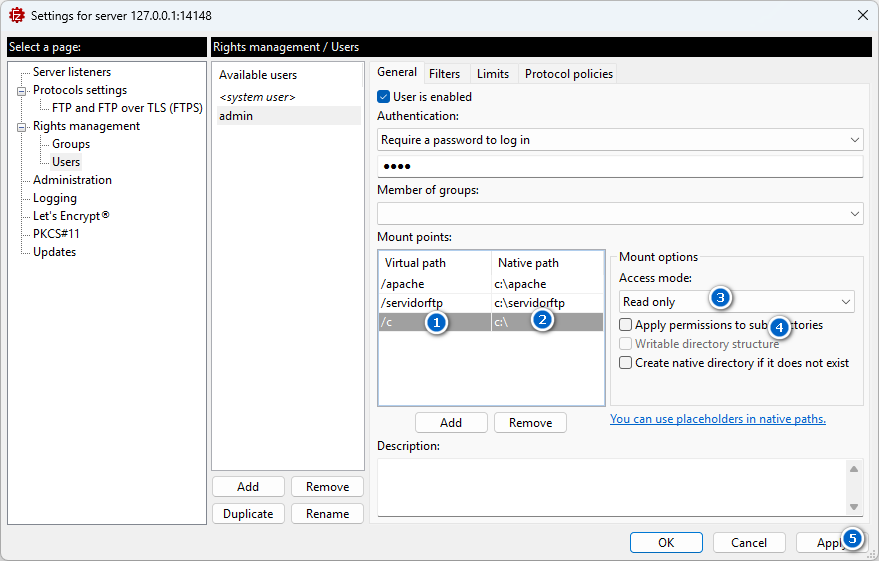 Settings for server 127.0.0.1:14148
Select a page:
Server listeners
Protocols settings
FTP and FTP over TLS (FTPS)
Rights management
Groups
Users
Administration
Logging
Let's Encrypt®
PKCS#11
Updates
Rights management / Users
Available users
<system user>
admin
Add
Remove
Duplicate
Rename
General
Filters
Limits
Protocol policies
User is enabled
Authentication:
Require a password to log in
●●●●
Member of groups:
Mount points:
Virtual path
Native path
/apache
c:\apache
/servidorftp
c:\servidorftp
/c
1
c:\
2
Add
Remove
Mount options
Access mode:
Read only
3
Apply permissions to sub
ctories
4
Writable directory structure
Create native directory if it does not exist
You can use placeholders in native paths.
Description:
OK
Cancel
Apply
5